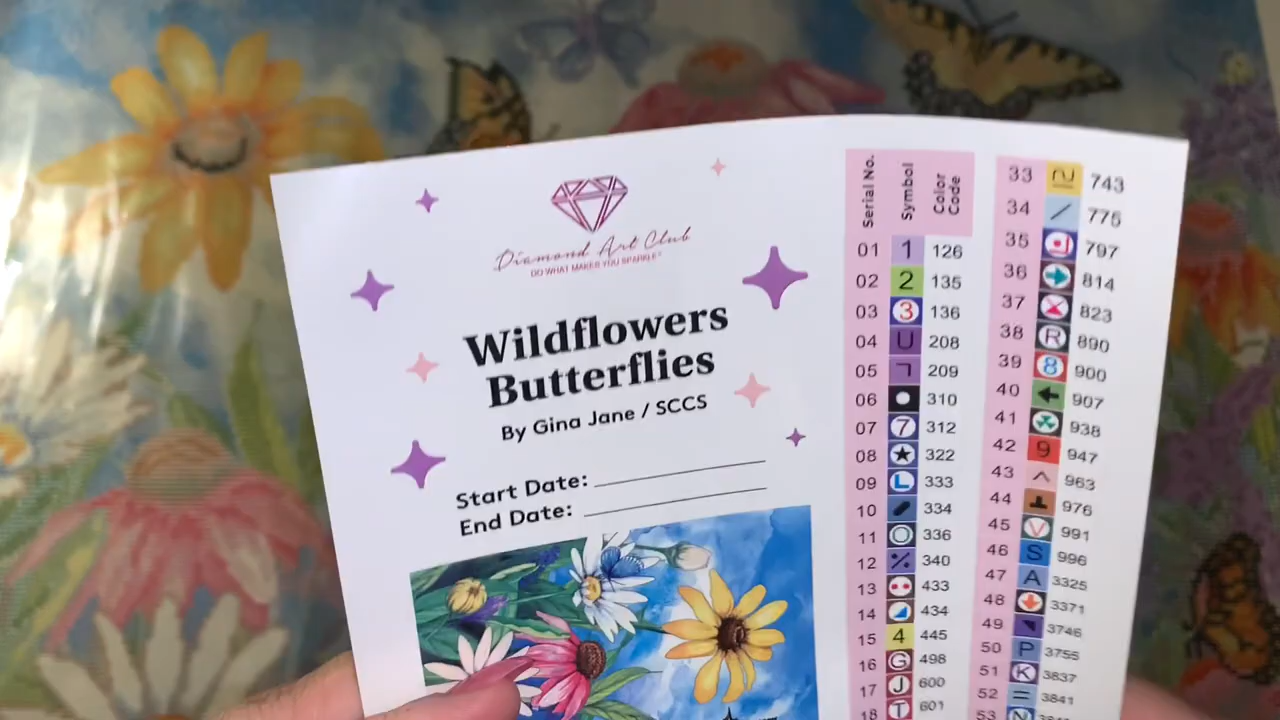 Diamond Art Club
DO WHAT MAKES YOU SPARKLE
Wildflowers
Butterflies
By Gina Jane / SCCS
Start Date:
End Date:
Serial No. Symbol Color Code
01 1 126
02 2 135
03 3 136
04 U 208
05 209
06 310
07 7 312
08 ★ 322
09 L 333
10 334
11 O 336
12 340
13 433
14 434
15 4 445
16 G 498
17 J 600
18 T 601
33 743
34 / 775
35 797
36 814
37 823
38 R 890
39 8 900
40 907
41 938
42 9 947
43 ^ 963
44 976
45 V 991
46 S 996
47 A 3325
48 3371
49 3746
50 P 3755
51 K 3837
52 = 3841
53 N